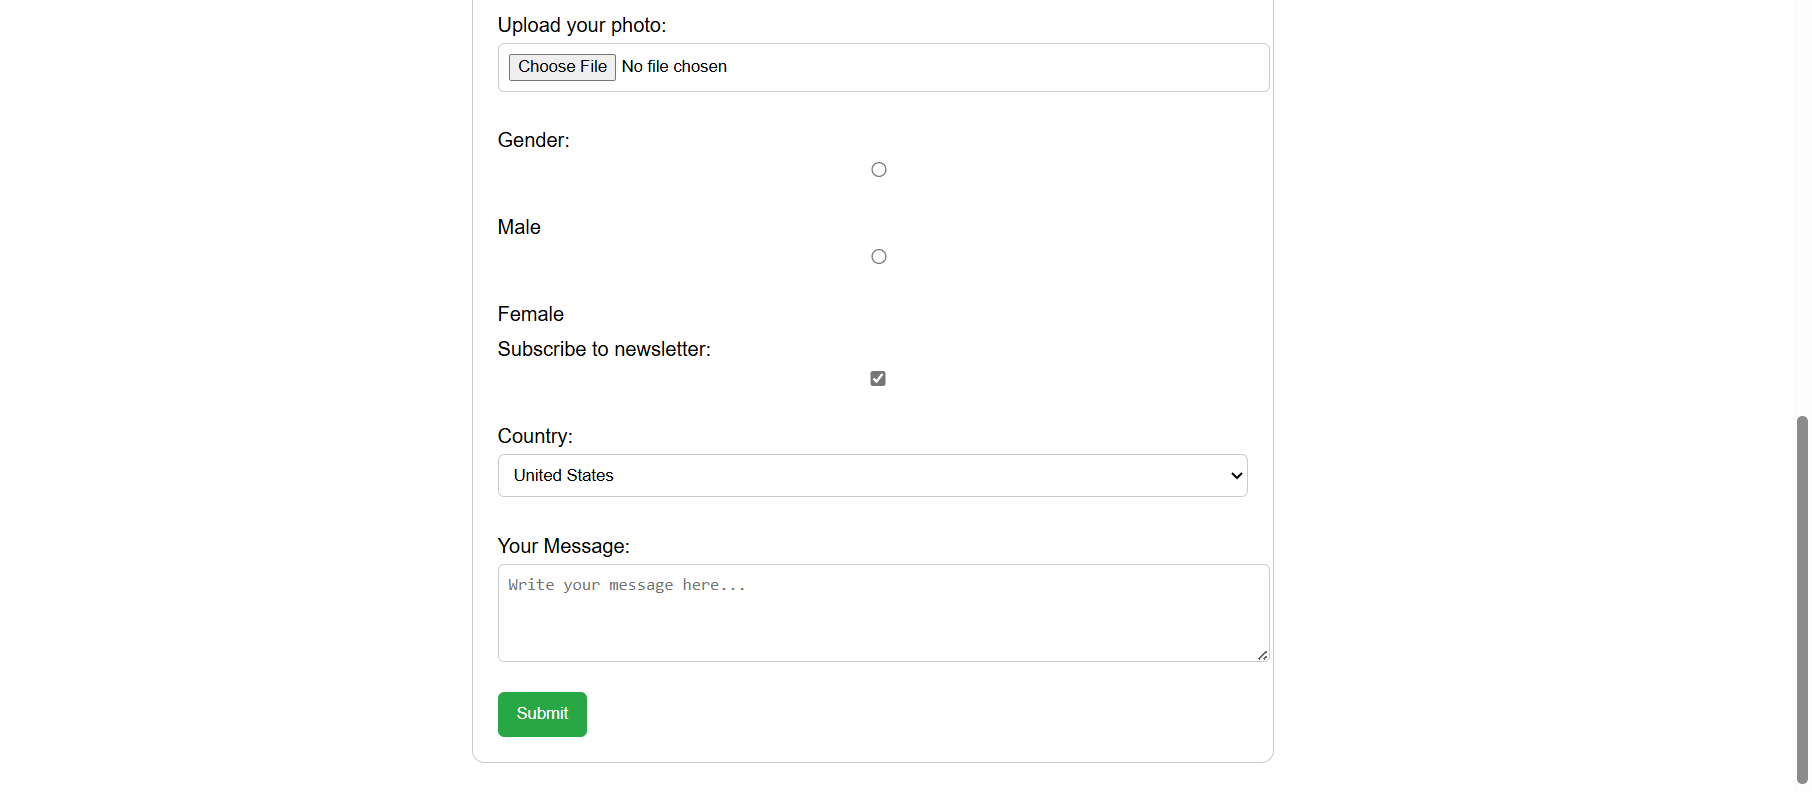 Upload your photo:
Choose File No file chosen
Gender:
Male
Female
Subscribe to newsletter:
Country:
United States
Your Message:
Write your message here...
Submit